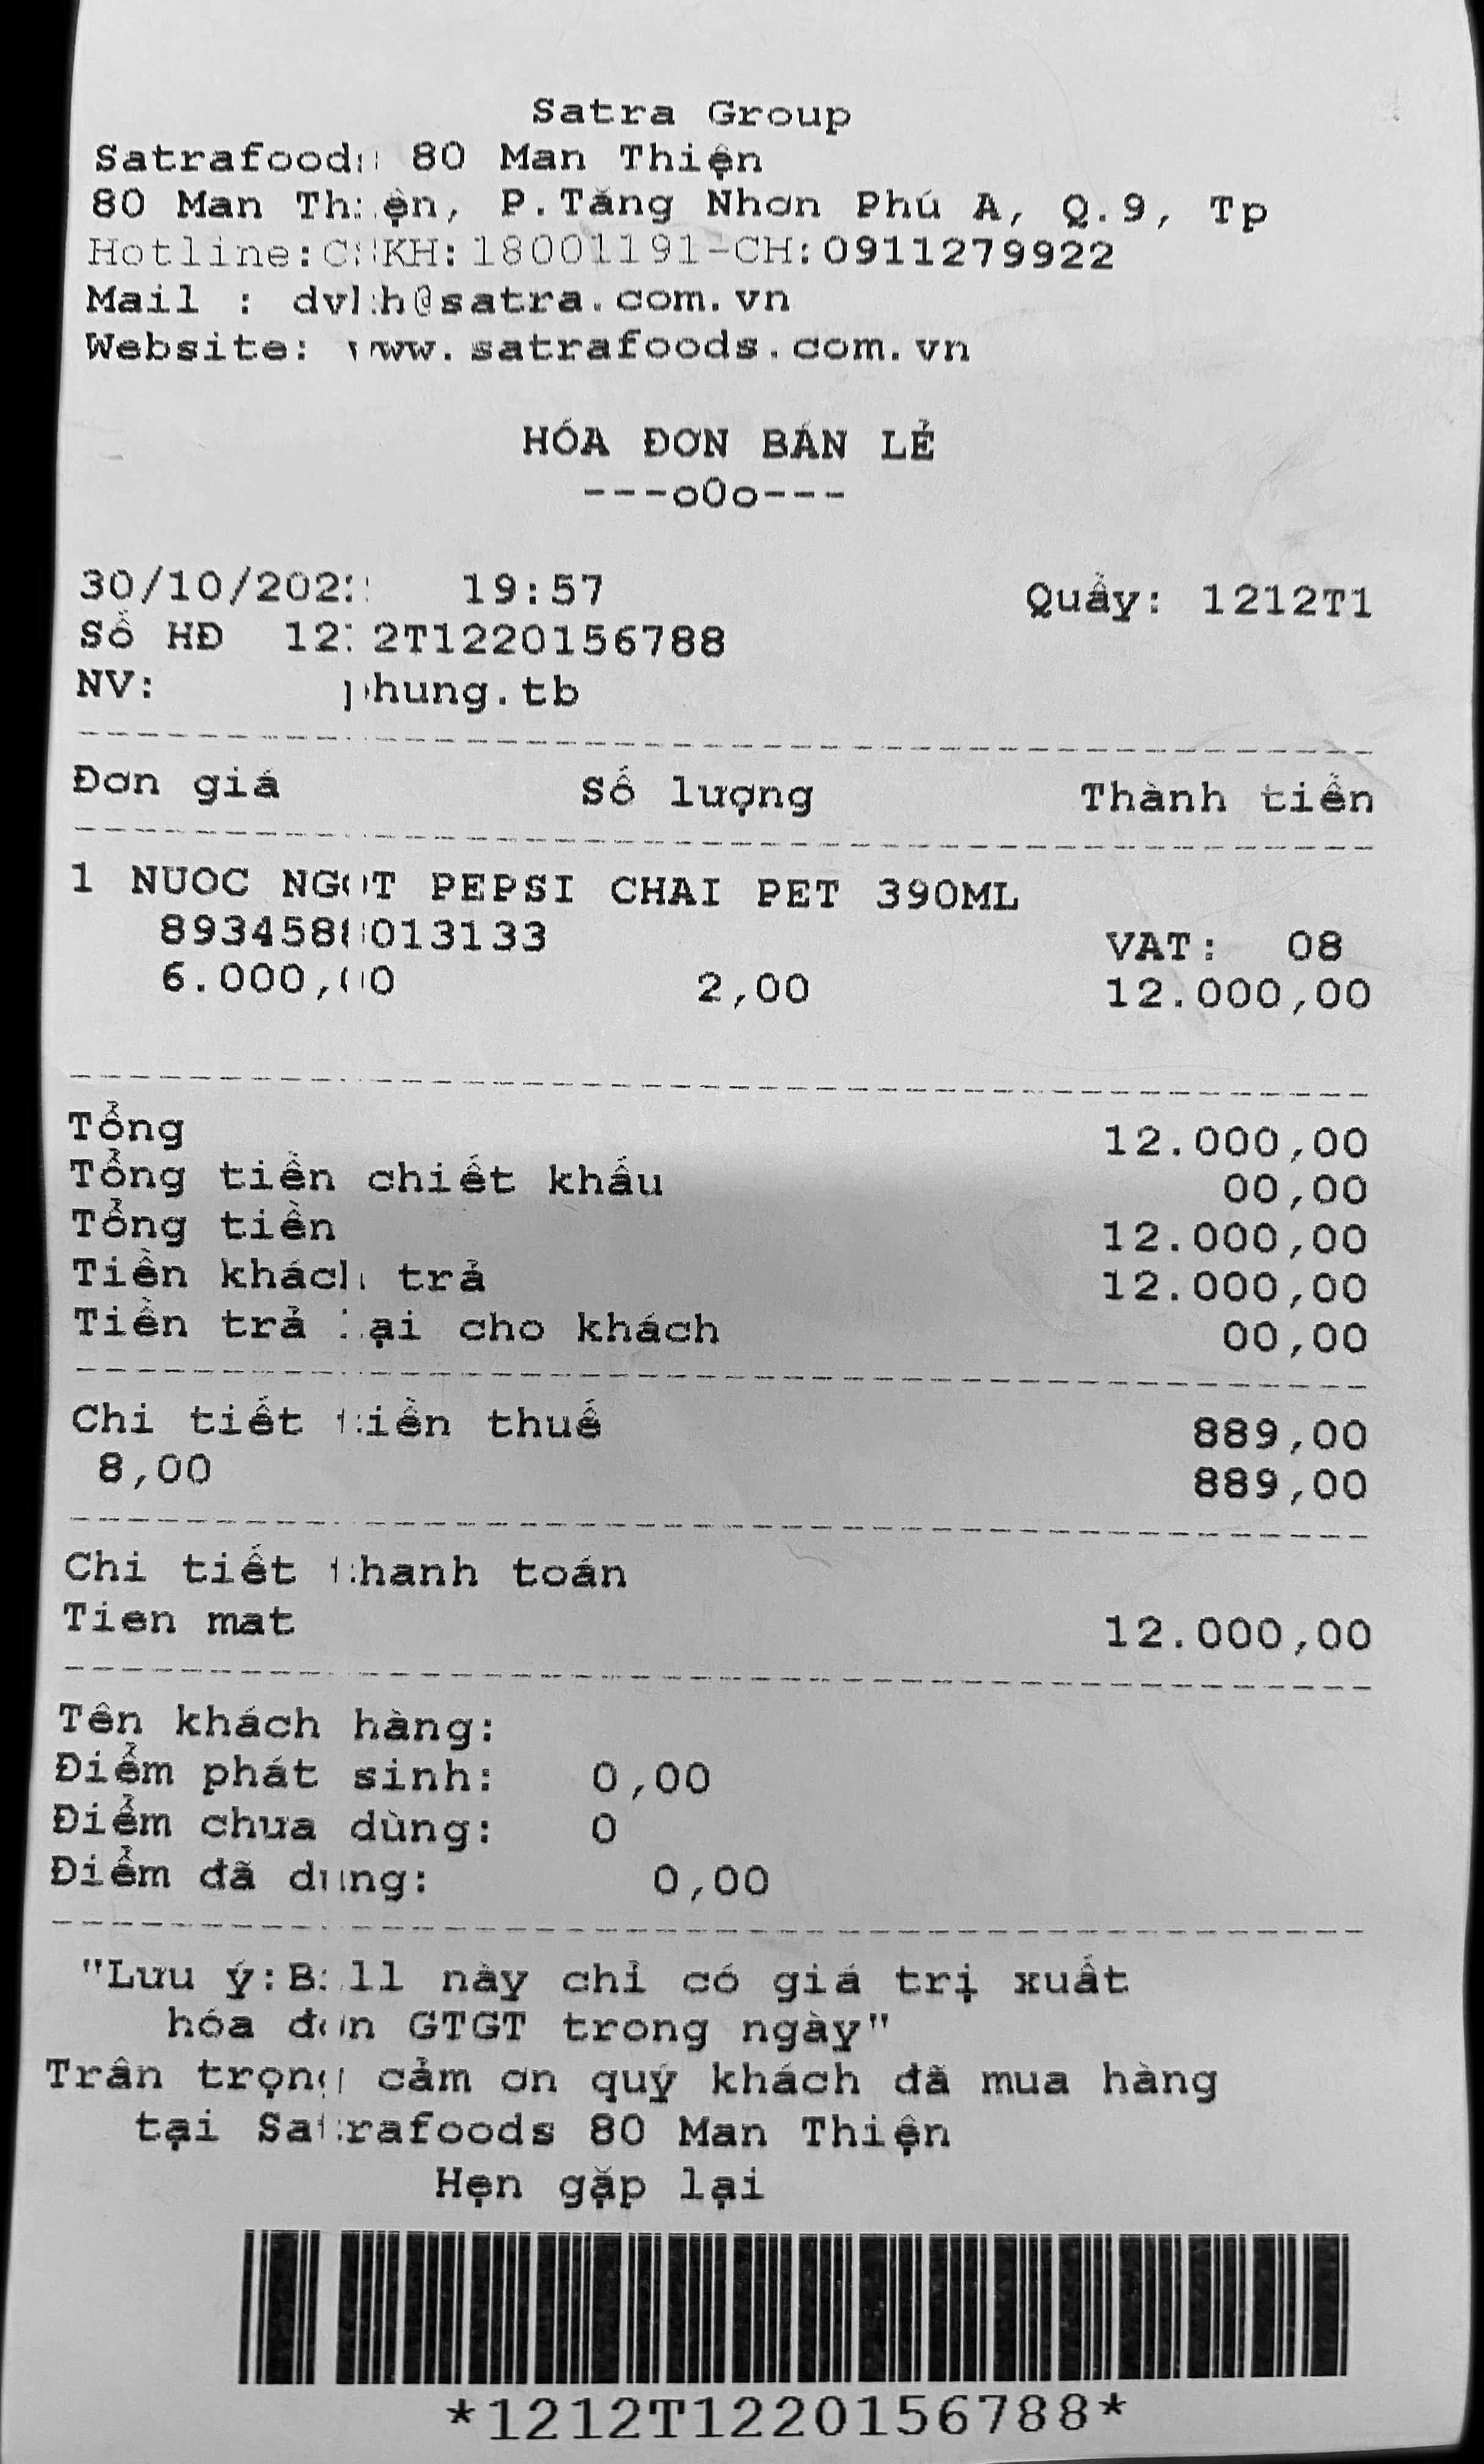 Satra Group
Satrafoods 80 Man Thiện
80 Man Thiện, P.Tăng Nhơn Phú A, Q.9, Tp
Hotline:CSKH:18001191-CH:0911279922
Mail : dvkh@satra.com.vn
Website: www.satrafoods.com.vn
HÓA ĐƠN BÁN LẺ
---oOo---
30/10/2022 19:57 Quầy: 1212T1
Số HĐ 1212T1220156788
NV: phung.tb
Đơn giá Số lượng Thành tiền
1 NUOC NGOT PEPSI CHAI PET 390ML
8934588013133 VAT: 08
6.000,00 2,00 12.000,00
Tổng 12.000,00
Tổng tiền chiết khấu 00,00
Tổng tiền 12.000,00
Tiền khách trả 12.000,00
Tiền trả lại cho khách 00,00
Chi tiết tiền thuế 889,00
8,00 889,00
Chi tiết thanh toán
Tien mat 12.000,00
Tên khách hàng:
Điểm phát sinh: 0,00
Điểm chưa dùng: 0
Điểm đã dung: 0,00
"Lưu ý:Bill này chỉ có giá trị xuất
hóa đơn GTGT trong ngày"
Trân trọng cảm ơn quý khách đã mua hàng
tại Satrafoods 80 Man Thiện
Hẹn gặp lại
*1212T1220156788*